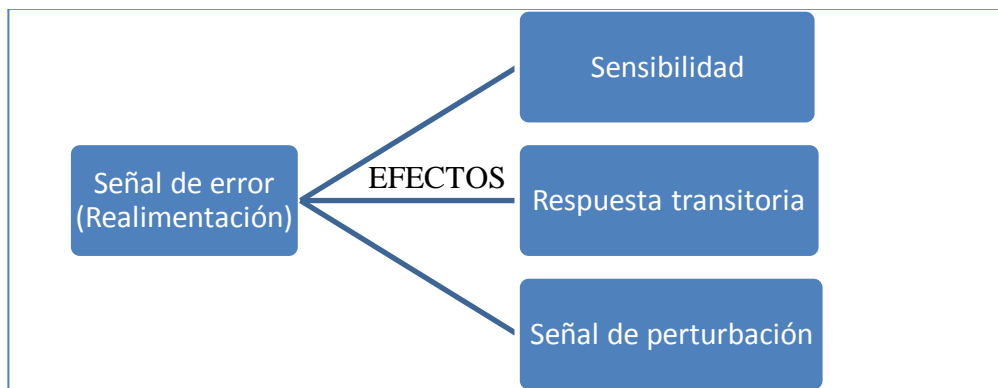 Sensibilidad
Señal de error
(Realimentación)
EFECTOS
Respuesta transitoria
Señal de perturbación